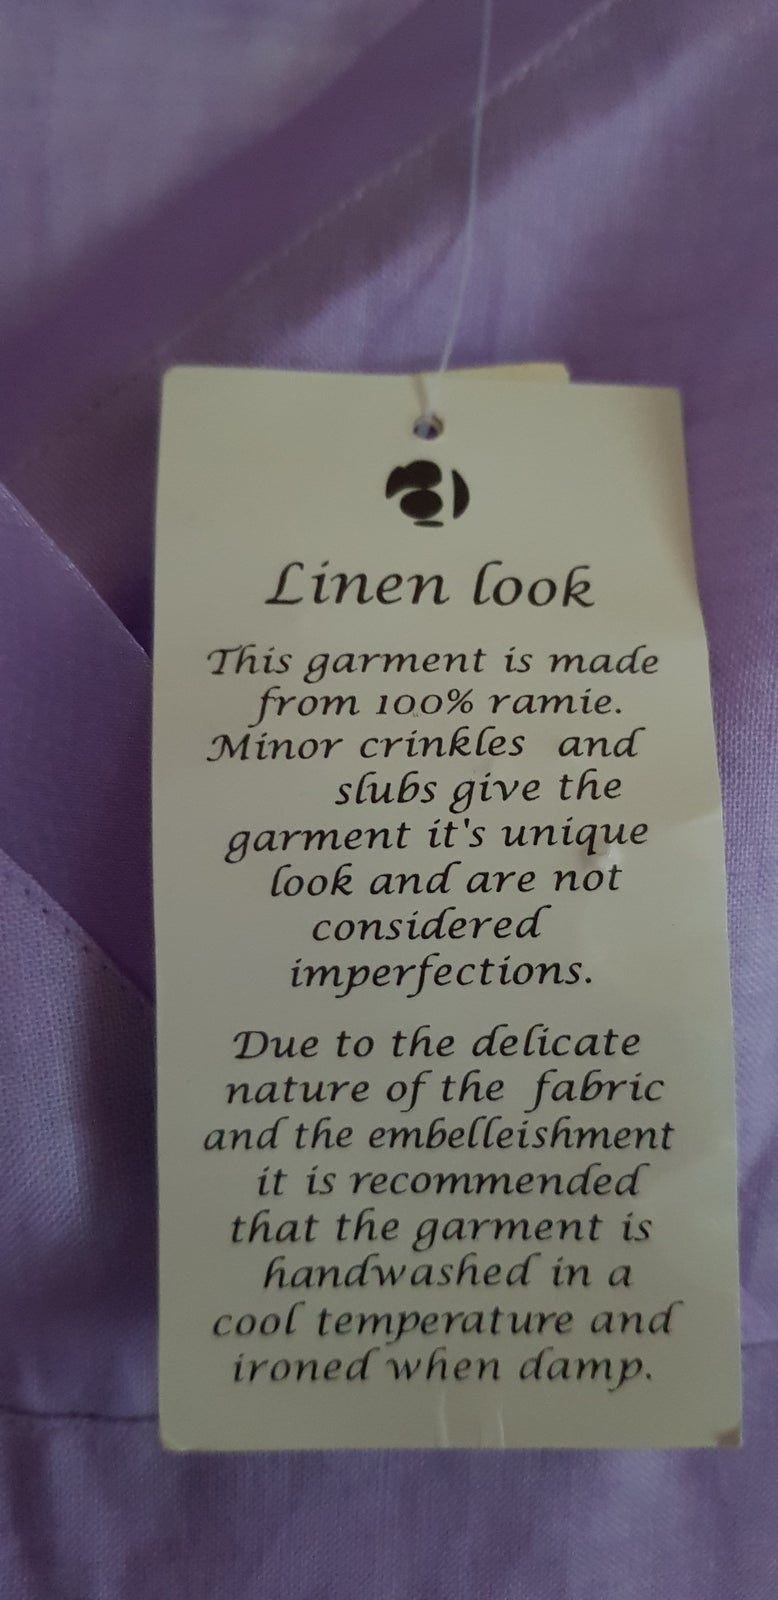 Linen look
This garment is made
from 100% ramie.
Minor crinkles and
slubs give the
garment it's unique
look and are not
considered
imperfections.
Due to the delicate
nature of the fabric
and the embelleishment
it is recommended
that the garment is
handwashed in a
cool temperature and
ironed when damp.